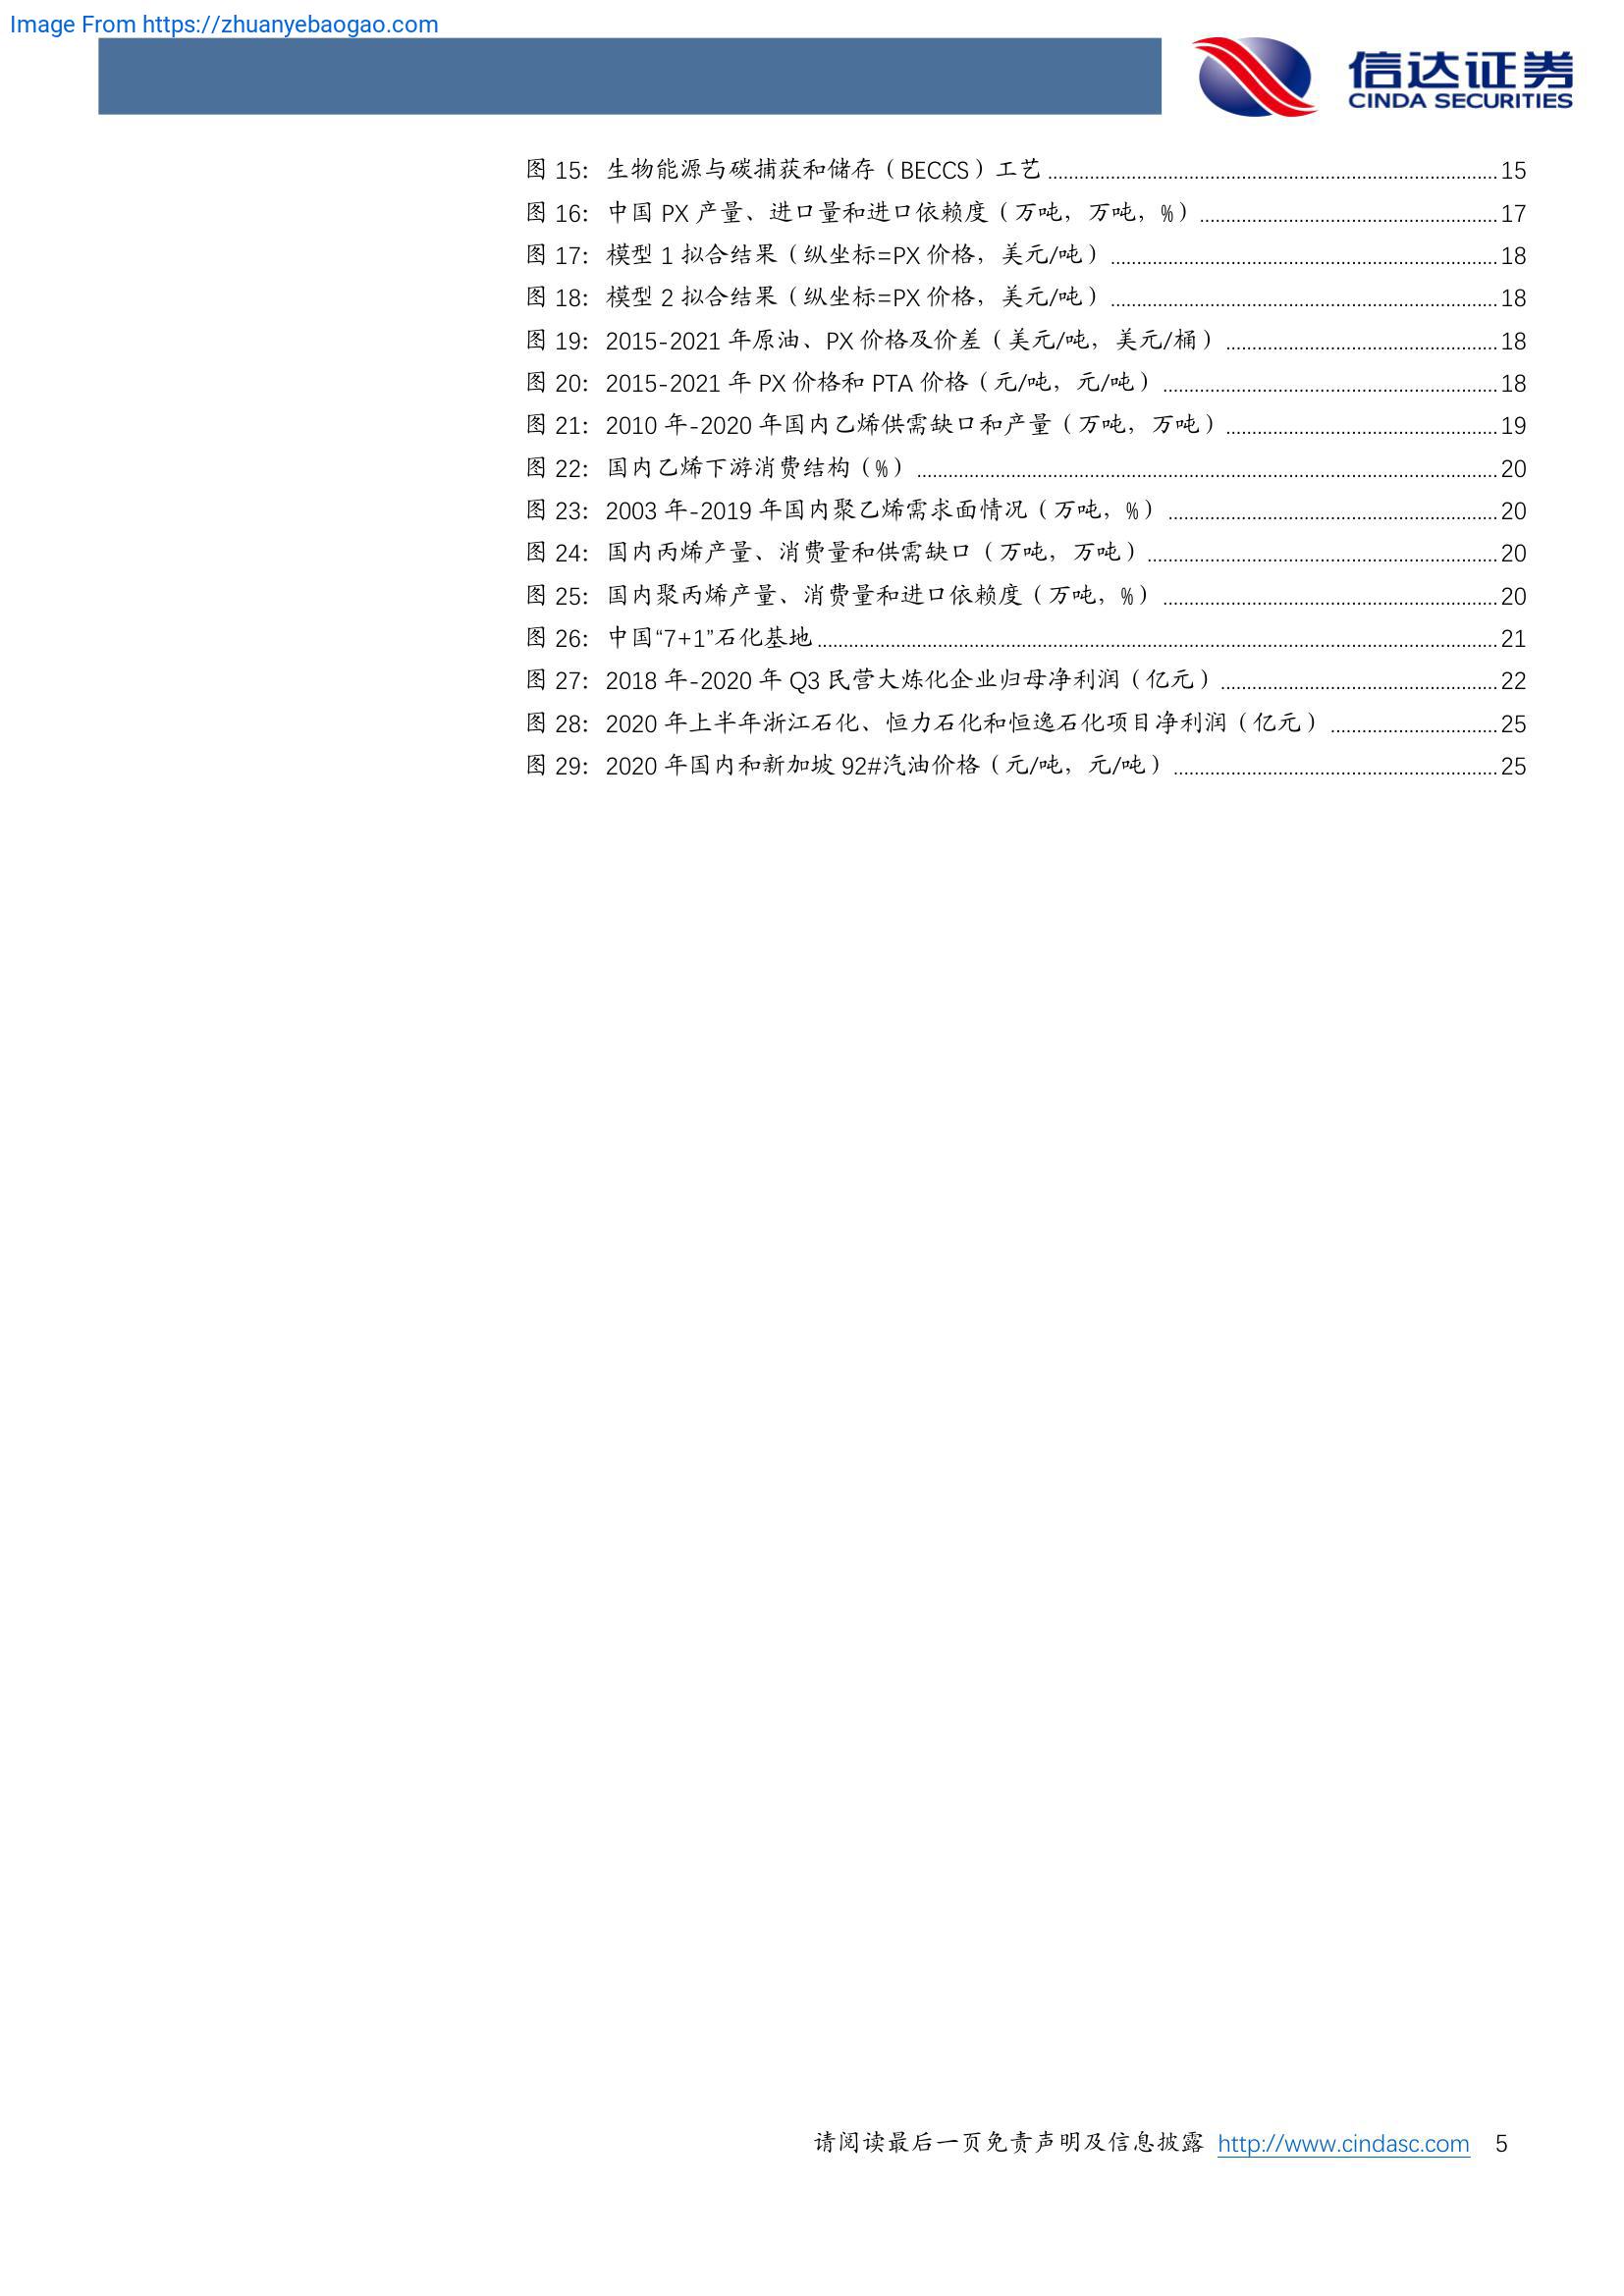 Image From https://zhuanyebaogao.com
信达证券
CINDA SECURITIES
图 15：生物能源与碳捕获和储存（BECCS）工艺 15
图 16：中国 PX 产量、进口量和进口依赖度（万吨，万吨，%） 17
图 17：模型 1 拟合结果（纵坐标=PX 价格，美元/吨） 18
图 18：模型 2 拟合结果（纵坐标=PX 价格，美元/吨） 18
图 19：2015-2021 年原油、PX 价格及价差（美元/吨，美元/桶） 18
图 20：2015-2021 年 PX 价格和 PTA 价格（元/吨，元/吨） 18
图 21：2010 年-2020 年国内乙烯供需缺口和产量（万吨，万吨） 19
图 22：国内乙烯下游消费结构（%） 20
图 23：2003 年-2019 年国内聚乙烯需求面情况（万吨，%） 20
图 24：国内丙烯产量、消费量和供需缺口（万吨，万吨） 20
图 25：国内聚丙烯产量、消费量和进口依赖度（万吨，%） 20
图 26：中国“7+1”石化基地 21
图 27：2018 年-2020 年 Q3 民营大炼化企业归母净利润（亿元） 22
图 28：2020 年上半年浙江石化、恒力石化和恒逸石化项目净利润（亿元） 25
图 29：2020 年国内和新加坡 92#汽油价格（元/吨，元/吨） 25
请阅读最后一页免责声明及信息披露 http://www.cindasc.com 5